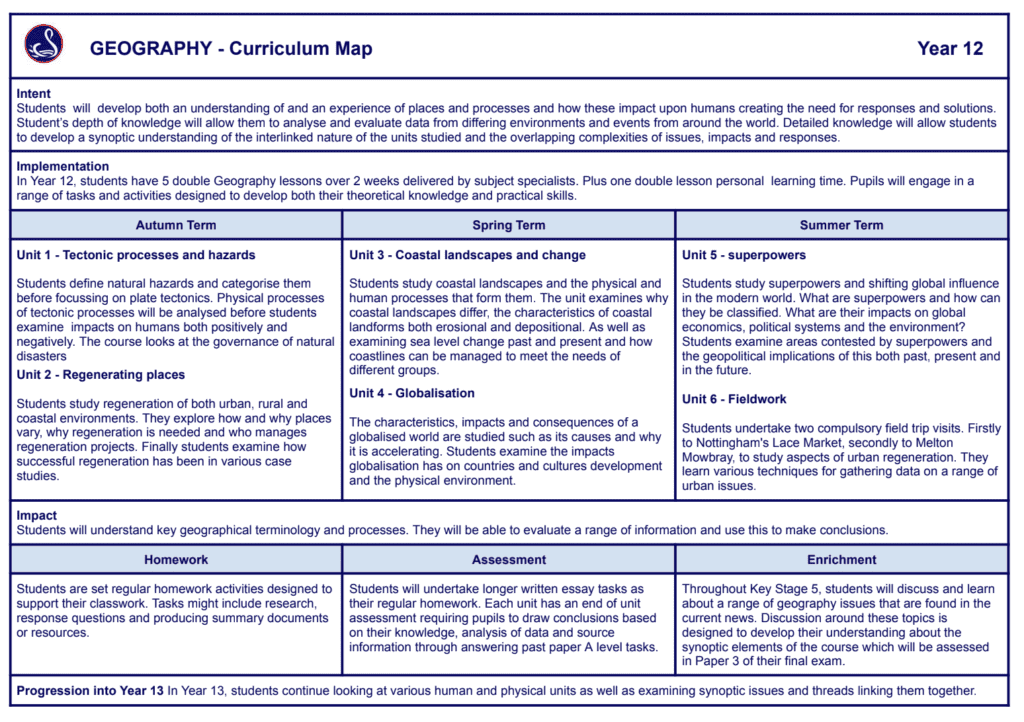 GEOGRAPHY - Curriculum Map
Year 12
Intent
Students will develop both an understanding of and an experience of places and processes and how these impact upon humans creating the need for responses and solutions.
Student's depth of knowledge will allow them to analyse and evaluate data from differing environments and events from around the world. Detailed knowledge will allow students
to develop a synoptic understanding of the interlinked nature of the units studied and the overlapping complexities of issues, impacts and responses.
Implementation
In Year 12, students have 5 double Geography lessons over 2 weeks delivered by subject specialists. Plus one double lesson personal learning time. Pupils will engage in a
range of tasks and activities designed to develop both their theoretical knowledge and practical skills.
Autumn Term
Unit 1 - Tectonic processes and hazards
Students define natural hazards and categorise them
before focussing on plate tectonics. Physical processes
of tectonic processes will be analysed before students
examine impacts on humans both positively and
negatively. The course looks at the governance of natural
disasters
Unit 2 - Regenerating places
Students study regeneration of both urban, rural and
coastal environments. They explore how and why places
vary, why regeneration is needed and who manages
regeneration projects. Finally students examine how
successful regeneration has been in various case
studies.
Spring Term
Unit 3 - Coastal landscapes and change
Students study coastal landscapes and the physical and
human processes that form them. The unit examines why
coastal landscapes differ, the characteristics of coastal
landforms both erosional and depositional. As well as
examining sea level change past and present and how
coastlines can be managed to meet the needs of
different groups.
Unit 4 - Globalisation
The characteristics, impacts and consequences of a
globalised world are studied such as its causes and why
it is accelerating. Students examine the impacts
globalisation has on countries and cultures development
and the physical environment.
Summer Term
Unit 5 - superpowers
Students study superpowers and shifting global influence
in the modern world. What are superpowers and how can
they be classified. What are their impacts on global
economics, political systems and the environment?
Students examine areas contested by superpowers and
the geopolitical implications of this both past, present and
in the future.
Unit 6 - Fieldwork
Students undertake two compulsory field trip visits. Firstly
to Nottingham's Lace Market, secondly to Melton
Mowbray, to study aspects of urban regeneration. They
learn various techniques for gathering data on a range of
urban issues.
Impact
Students will understand key geographical terminology and processes. They will be able to evaluate a range of information and use this to make conclusions.
Homework
Students are set regular homework activities designed to
support their classwork. Tasks might include research,
response questions and producing summary documents
or resources.
Assessment
Students will undertake longer written essay tasks as
their regular homework. Each unit has an end of unit
assessment requiring pupils to draw conclusions based
on their knowledge, analysis of data and source
information through answering past paper A level tasks.
Enrichment
Throughout Key Stage 5, students will discuss and learn
about a range of geography issues that are found in the
current news. Discussion around these topics is
designed to develop their understanding about the
synoptic elements of the course which will be assessed
in Paper 3 of their final exam.
Progression into Year 13 In Year 13, students continue looking at various human and physical units as well as examining synoptic issues and threads linking them together.